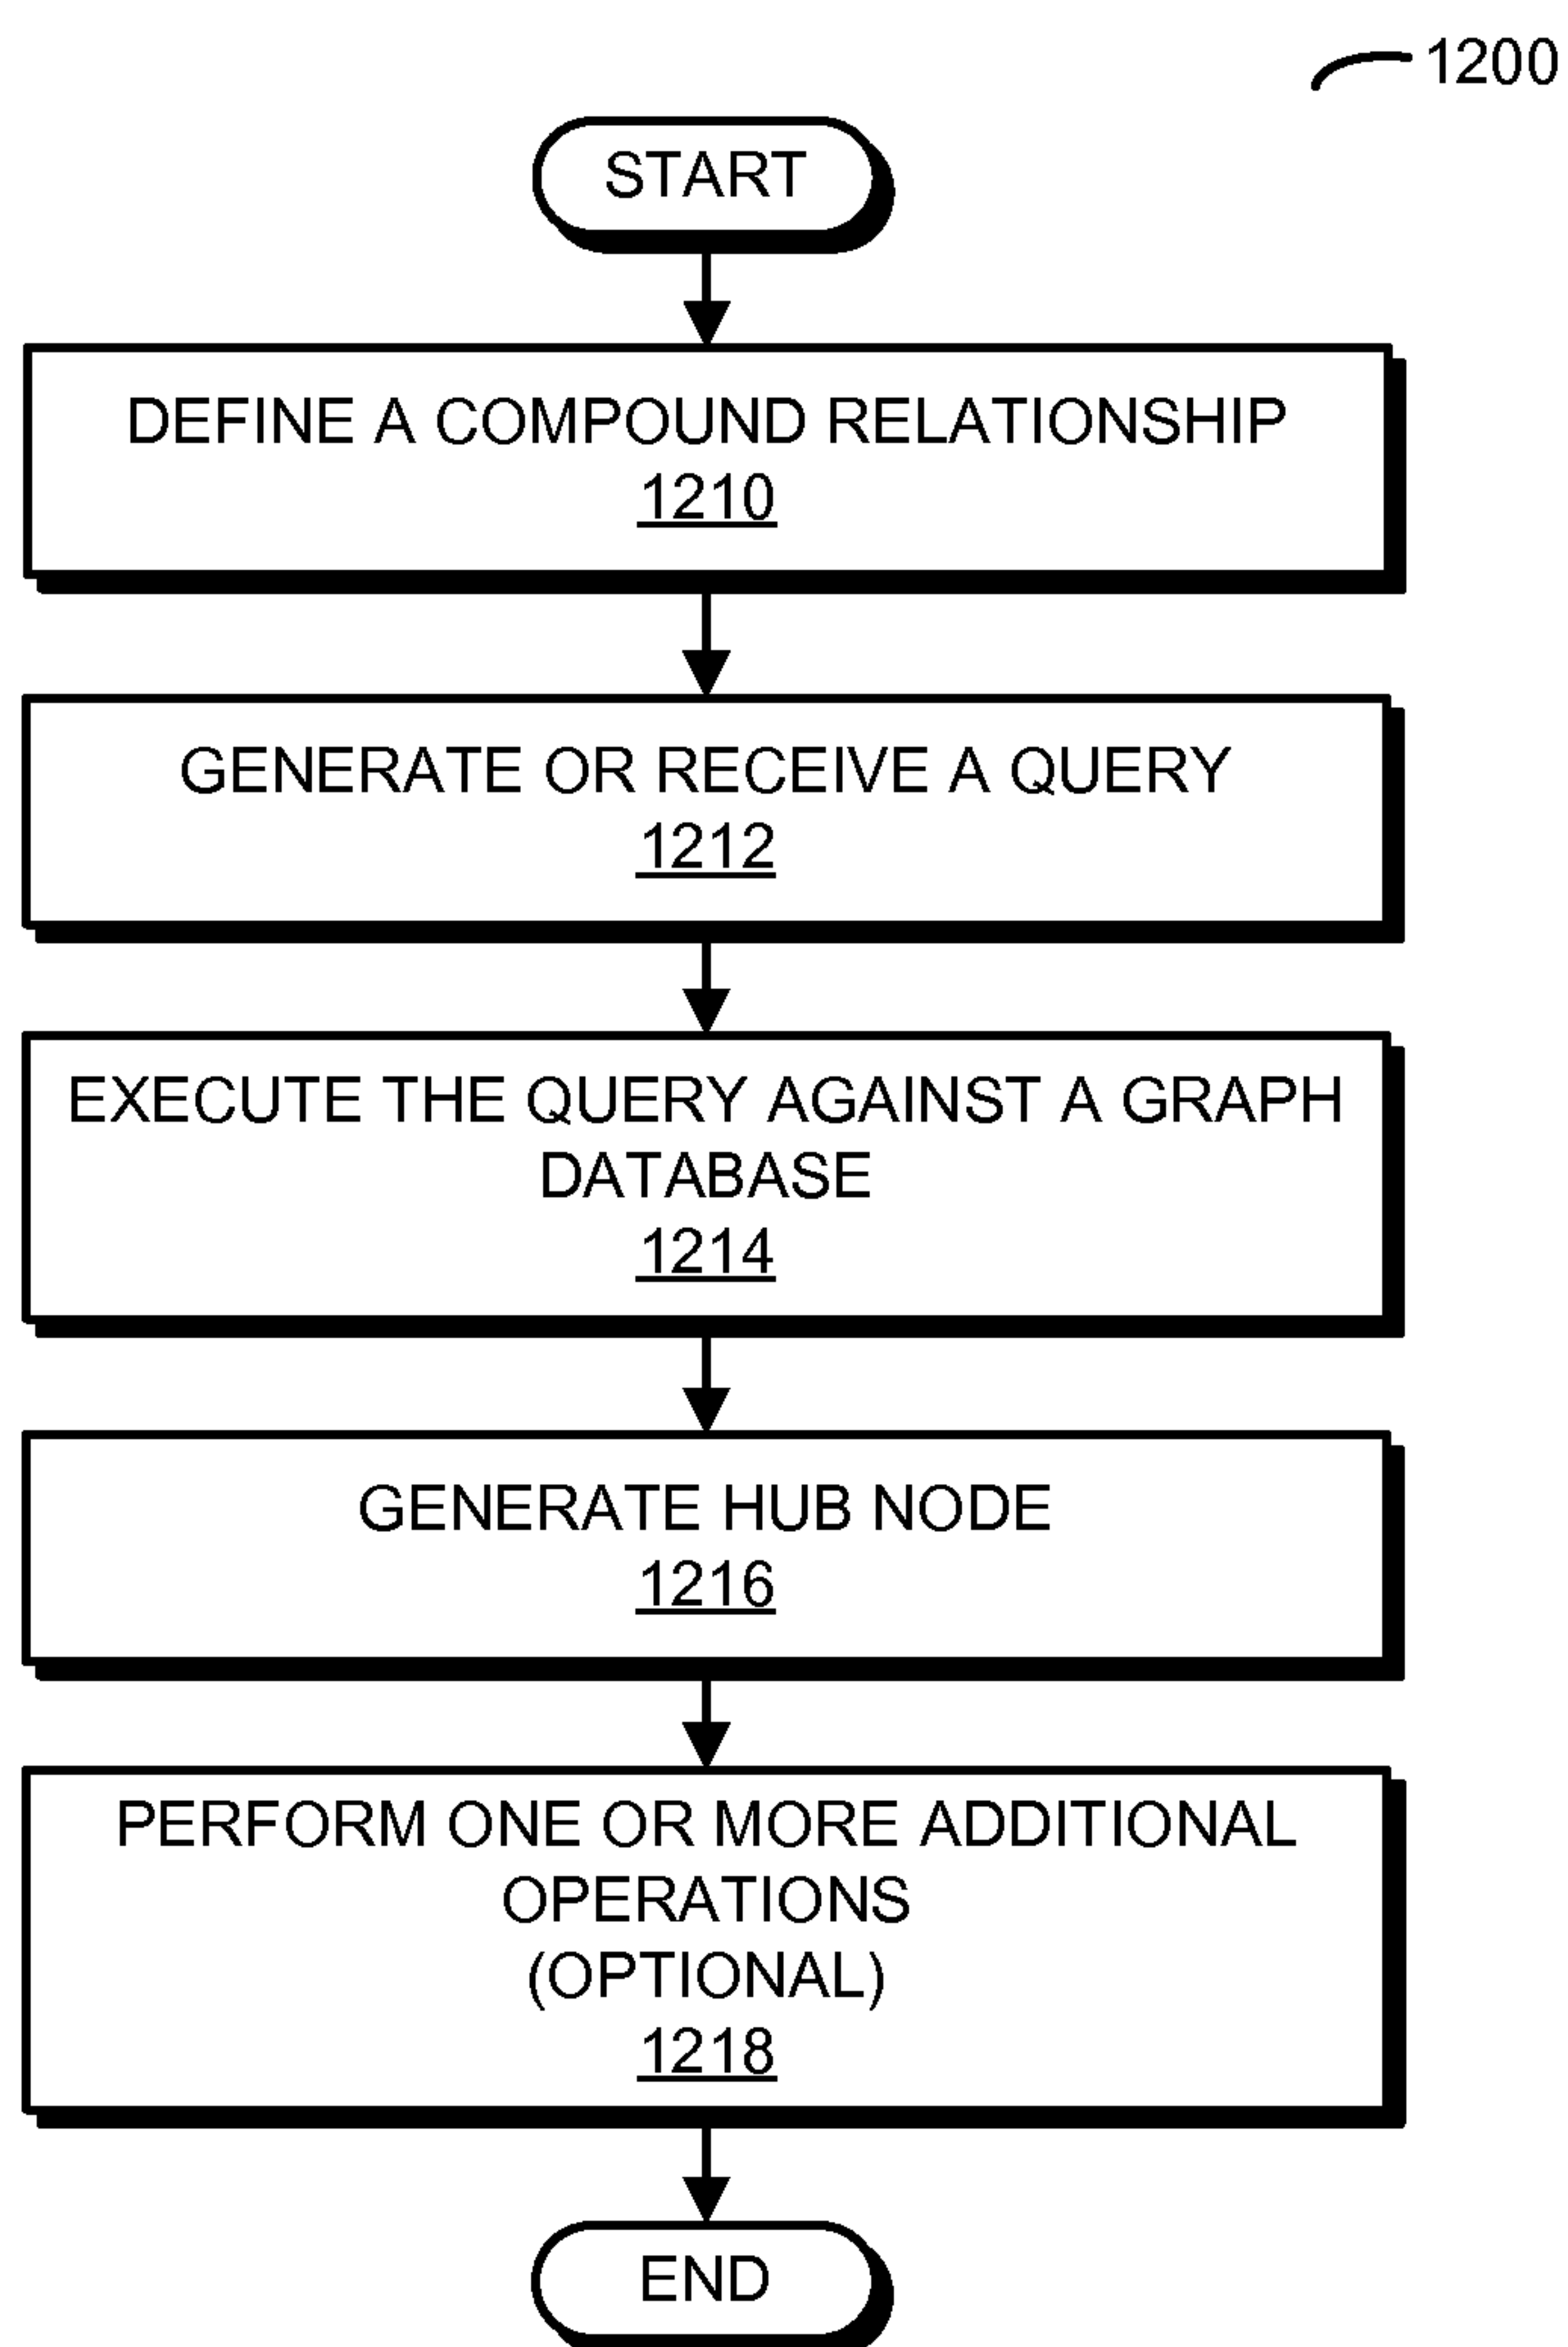 1200
START
DEFINE A COMPOUND RELATIONSHIP
1210
GENERATE OR RECEIVE A QUERY
1212
EXECUTE THE QUERY AGAINST A GRAPH
DATABASE
1214
GENERATE HUB NODE
1216
PERFORM ONE OR MORE ADDITIONAL
OPERATIONS
(OPTIONAL)
1218
END